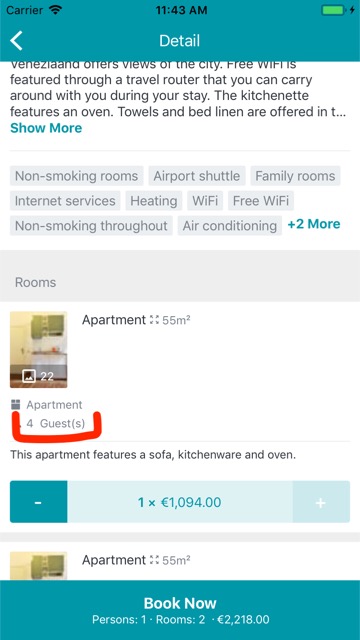 Carrier 11:43 AM
Detail
Veneziaand offers views of the city. Free WiFi is
featured through a travel router that you can carry
around with you during your stay. The kitchenette
features an oven. Towels and bed linen are offered in t...
Show More
Non-smoking rooms Airport shuttle Family rooms
Internet services Heating WiFi Free WiFi
Non-smoking throughout Air conditioning +2 More
Rooms
Apartment 55m²
22
Apartment
4 Guest(s)
This apartment features a sofa, kitchenware and oven.
- 1 × €1,094.00 +
Apartment 55m²
Book Now
Persons: 1 · Rooms: 2 · €2,218.00